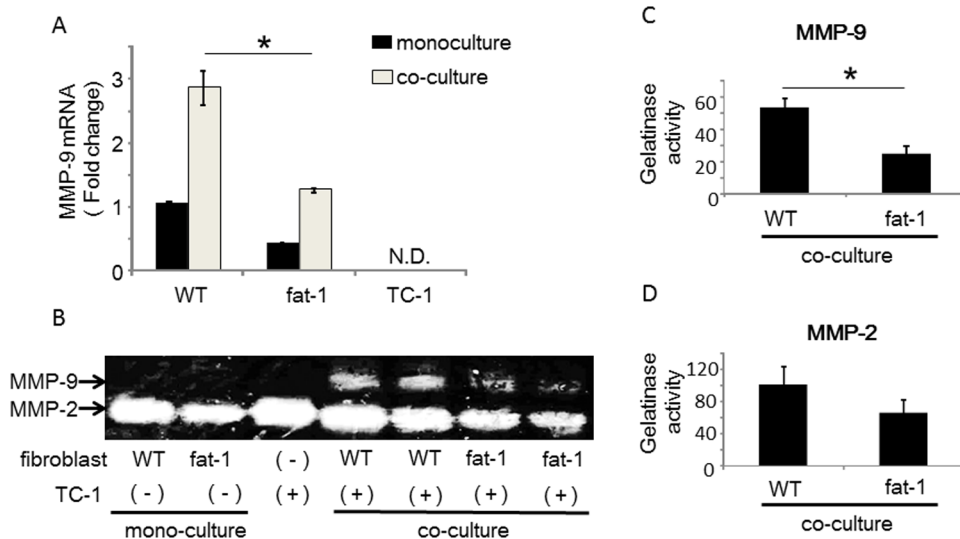 A
MMP-9 mRNA
( Fold change)
3
2
1
0
*
monoculture
co-culture
N.D.
WT fat-1 TC-1
B
MMP-9
MMP-2
fibroblast WT fat-1 (-) WT WT fat-1 fat-1
TC-1 (-) (-) (+) (+) (+) (+) (+)
mono-culture co-culture
C
MMP-9
*
Gelatinase
activity
60
40
20
0
WT fat-1
co-culture
D
MMP-2
Gelatinase
activity
120
80
40
0
WT fat-1
co-culture